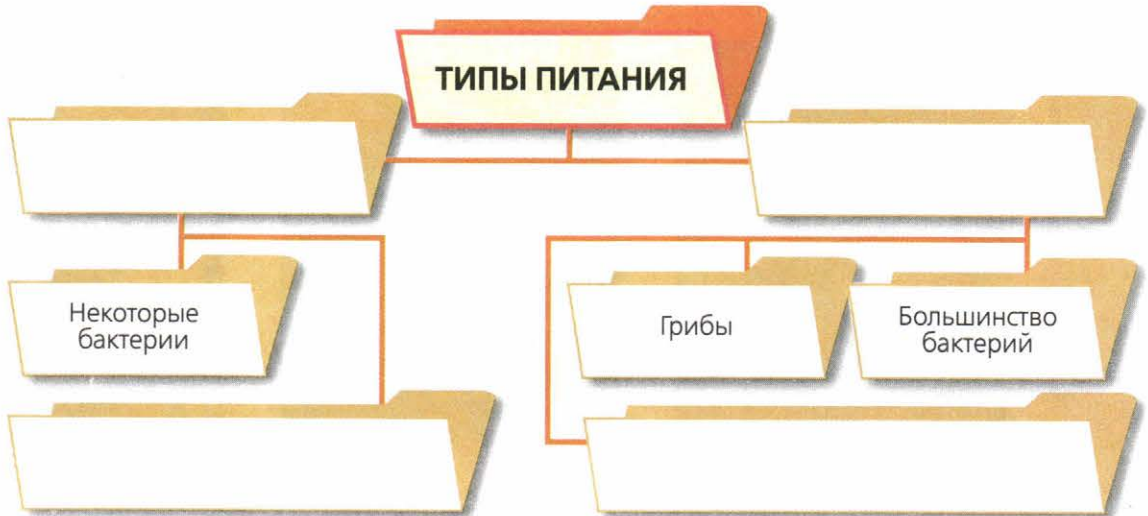 ТИПЫ ПИТАНИЯ
Некоторые
бактерии
Грибы
Большинство
бактерий